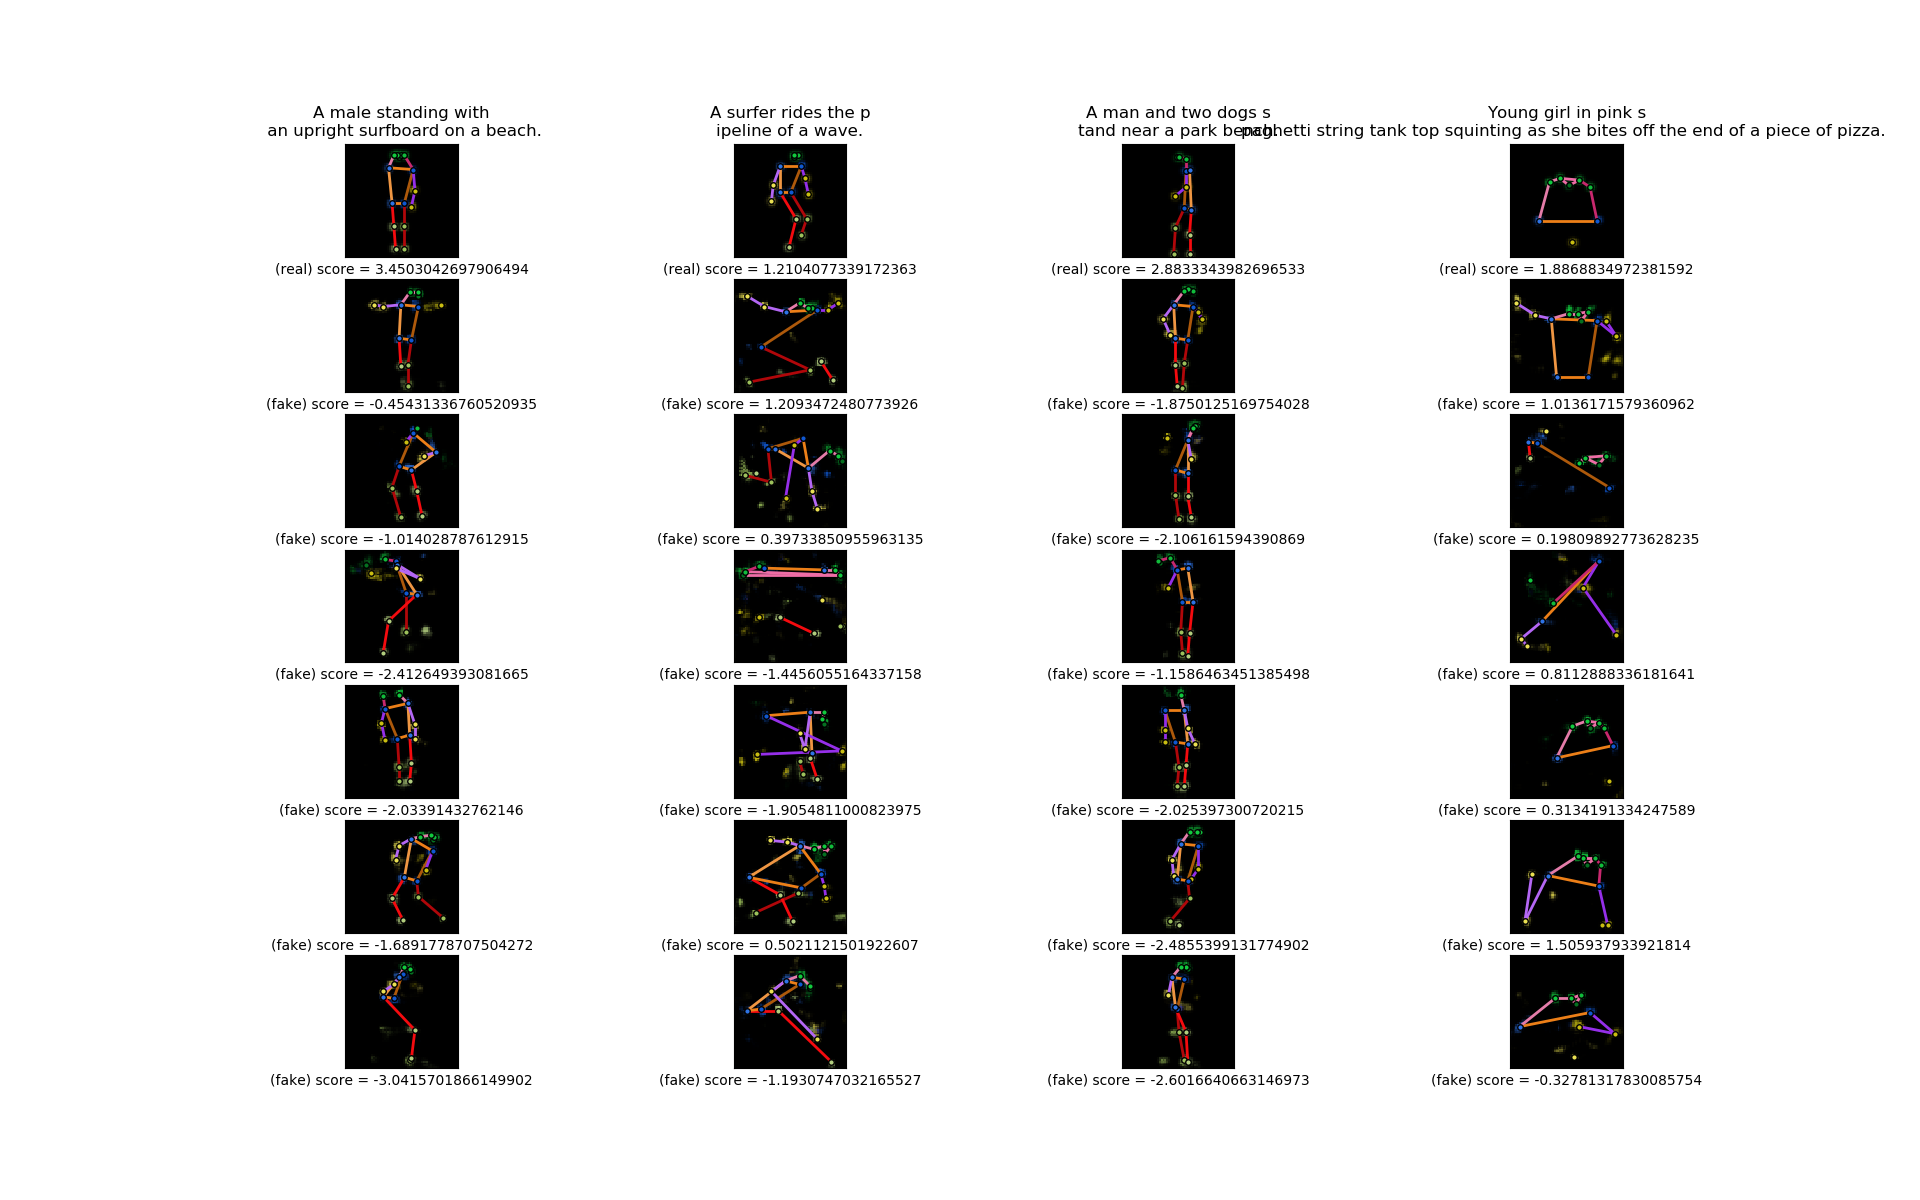 A male standing with
an upright surfboard on a beach.
A surfer rides the p
ipeline of a wave.
A man and two dogs s
tand near a park bench.
Young girl in pink s
paghetti string tank top squinting as she bites off the end of a piece of pizza.
(real) score = 3.4503042697906494
(real) score = 1.2104077339172363
(real) score = 2.8833343982696533
(real) score = 1.8868834972381592
(fake) score = -0.45431336760520935
(fake) score = 1.2093472480773926
(fake) score = -1.8750125169754028
(fake) score = 1.0136171579360962
(fake) score = -1.014028787612915
(fake) score = 0.39733850955963135
(fake) score = -2.106161594390869
(fake) score = 0.19809892773628235
(fake) score = -2.412649393081665
(fake) score = -1.4456055164337158
(fake) score = -1.1586463451385498
(fake) score = 0.8112888336181641
(fake) score = -2.03391432762146
(fake) score = -1.9054811000823975
(fake) score = -2.025397300720215
(fake) score = 0.3134191334247589
(fake) score = -1.6891778707504272
(fake) score = 0.5021121501922607
(fake) score = -2.4855399131774902
(fake) score = 1.505937933921814
(fake) score = -3.0415701866149902
(fake) score = -1.1930747032165527
(fake) score = -2.6016640663146973
(fake) score = -0.32781317830085754